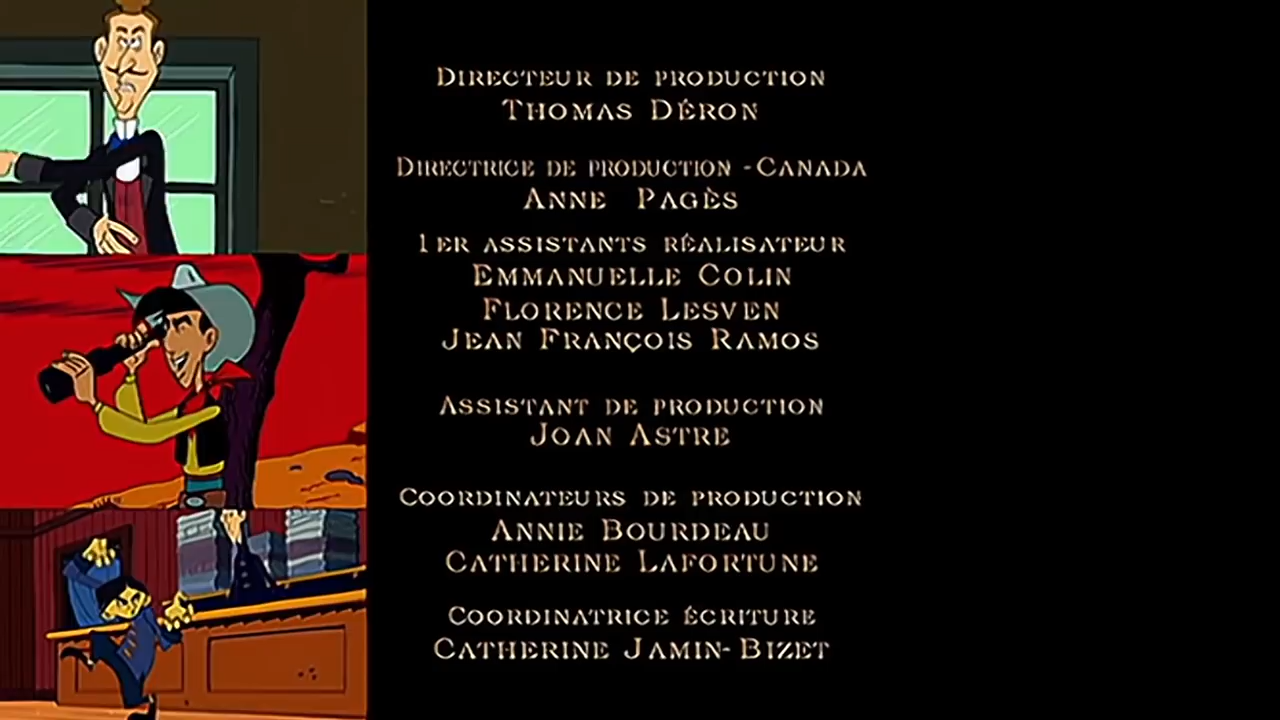 Directeur de production
Thomas Déron
Directrice de production - Canada
Anne Pagès
1er assistants réalisateur
Emmanuelle Colin
Florence Lesven
Jean François Ramos
Assistant de production
Joan Astre
Coordinateurs de production
Annie Bourdeau
Catherine Lafortune
Coordinatrice écriture
Catherine Jamin-Bizet